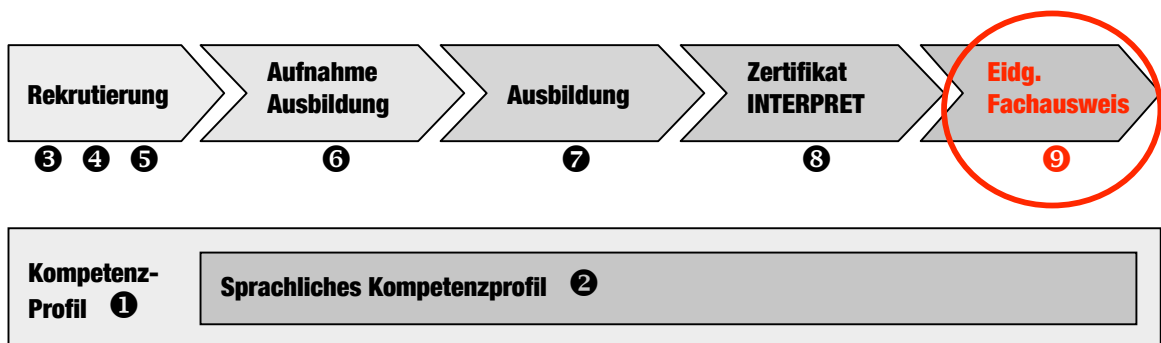 Rekrutierung
❸ ❹ ❺
Aufnahme
Ausbildung
❻
Ausbildung
❼
Zertifikat
INTERPRET
❽
Eidg.
Fachausweis
❾
Kompetenz-
Profil ❶
Sprachliches Kompetenzprofil ❷